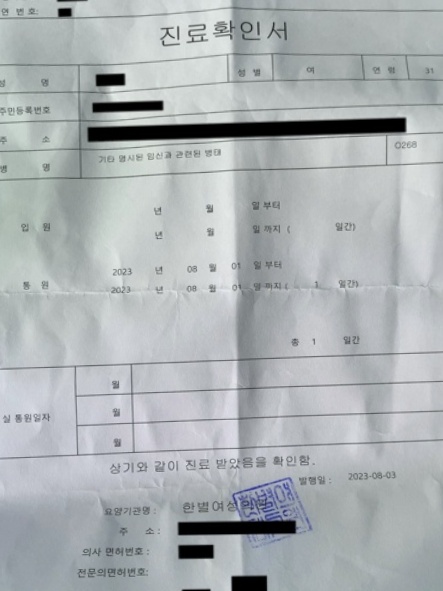 연 번 호:
진료확인서
성 명 성 별 여 연 령 31
주민등록번호
주 소
병 명 기타 명시된 임신과 관련된 병태 O268
년 월 일 부터
입 원
년 월 일 까지 ( 일간)
2023 년 08 월 01 일 부터
통 원
2023 년 08 월 01 일 까지 ( 1 일간)
총 1 일간
월
실 통원일자 월
월
상기와 같이 진료 받았음을 확인함.
발행일 : 2023-08-03
요양기관명 : 한별여성의원
주 소 :
의사 면허번호 :
전문의면허번호: